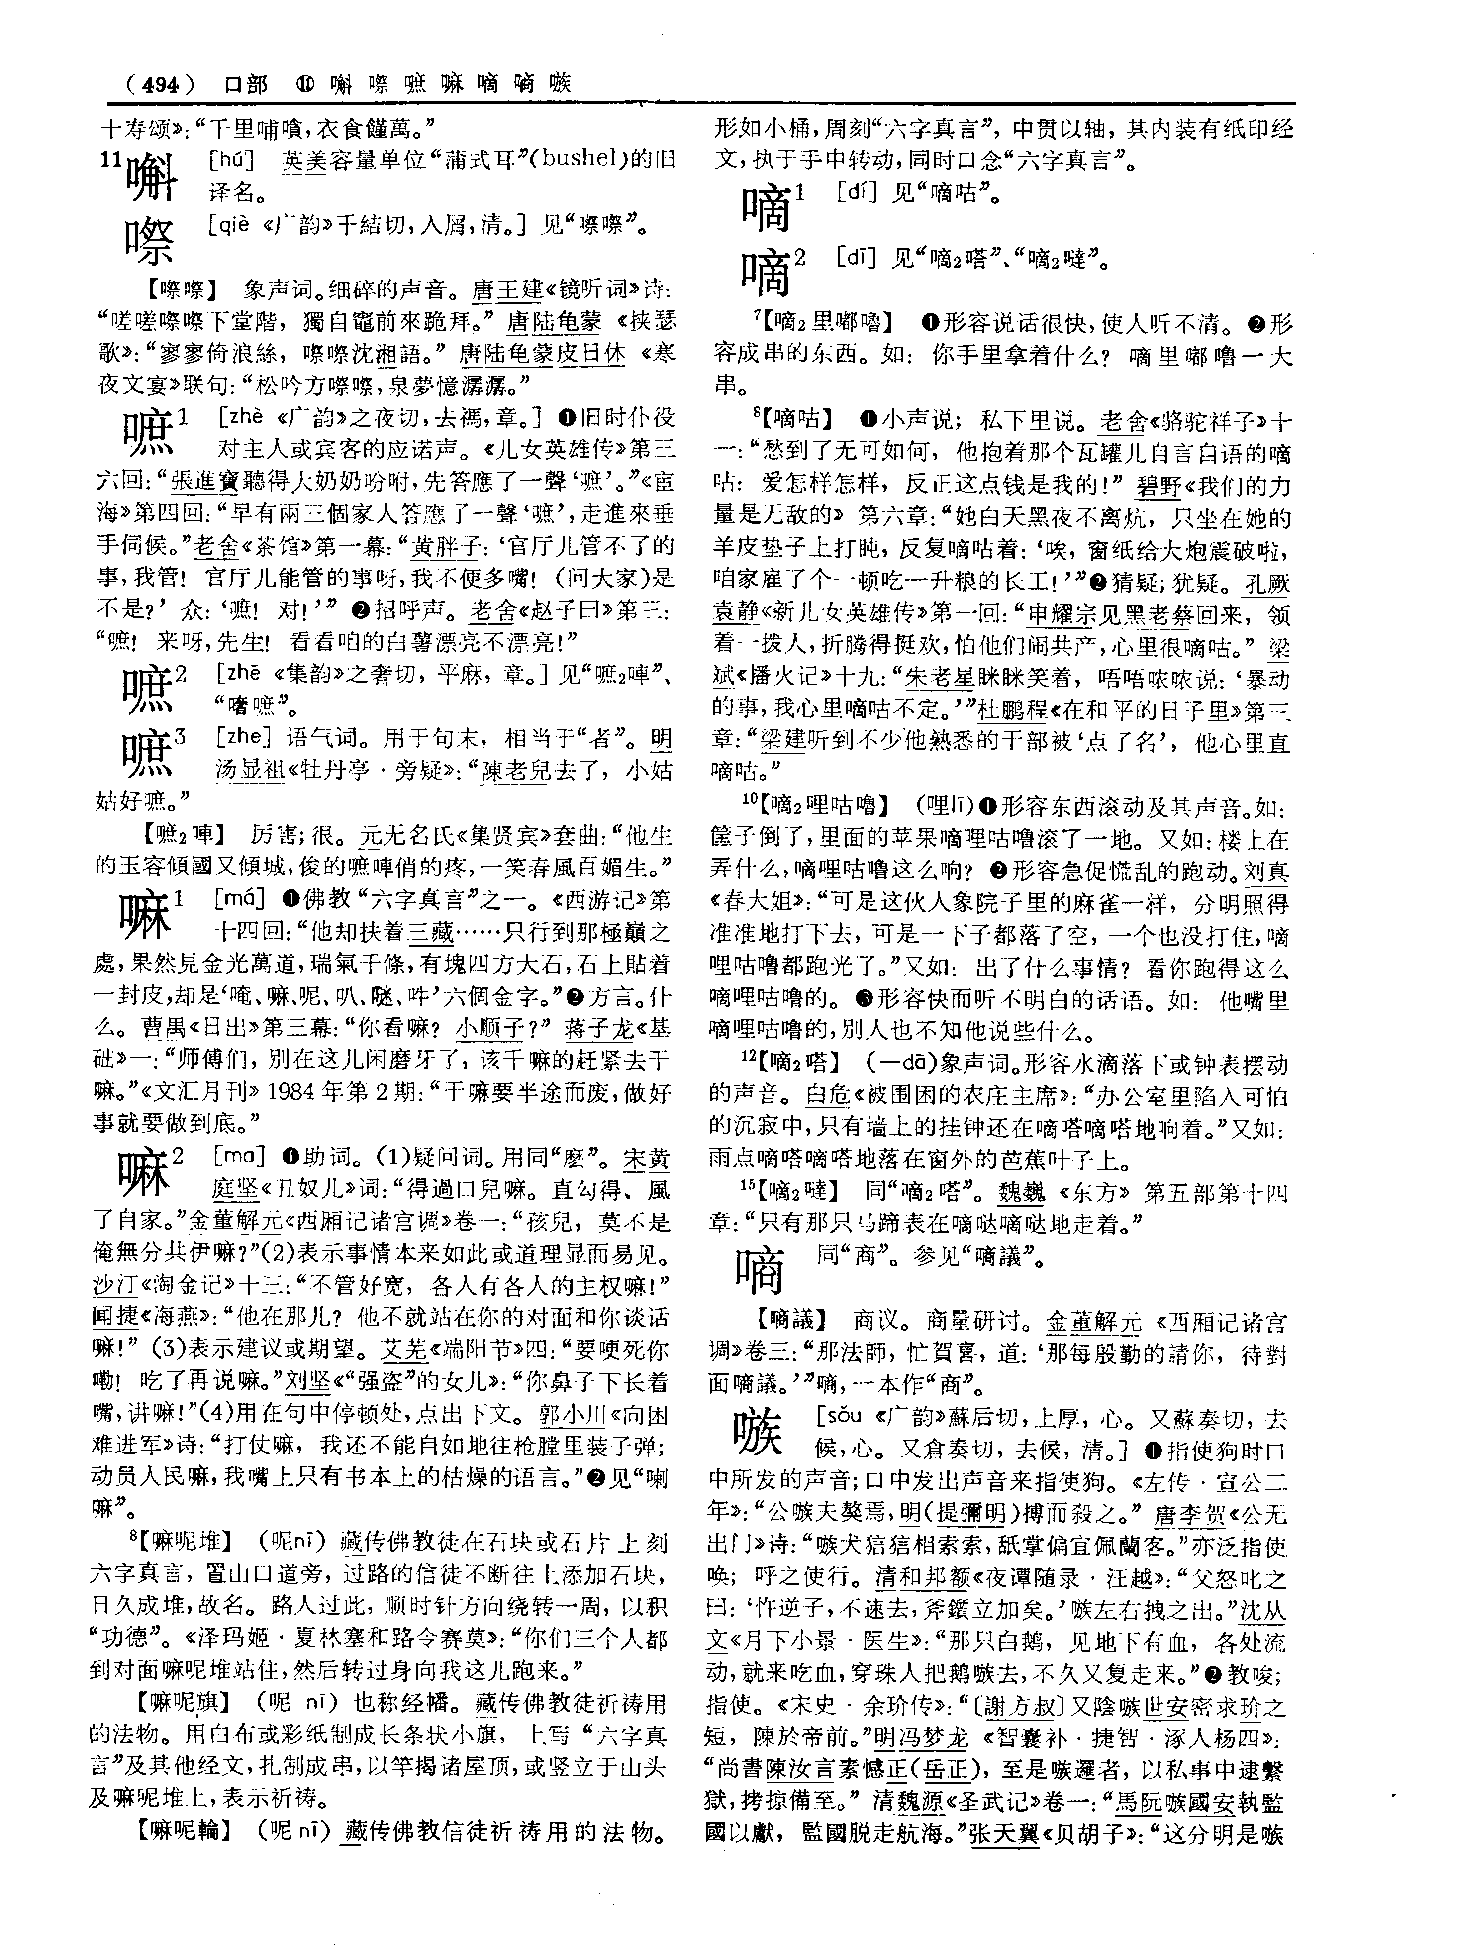 （494） 口部 ⑪ 㖨 嚓 嗻 嘛 嘀 㗕 嗾
十寿颂》：“千里哺飡，衣食饉萬。”
11 [hú] 英美容量单位“蒲式耳”(bushel)的旧
译名。
[qiè 《广韵》千結切，入屑，清。] 见“嚓嚓”。
【嚓嚓】 象声词。细碎的声音。唐王建《镜听词》诗：
“嗟嗟嚓嚓下堂階，獨自竈前來跪拜。” 唐陆龟蒙《挟瑟
歌》：“寥寥倚浪絲，嚓嚓沈湘語。” 唐陆龟蒙皮日休《寒
夜文宴》联句：“松吟方嚓嚓，泉夢憶潺潺。”
嗻1 [zhè 《广韵》之夜切，去禡，章。] ❶旧时仆役
对主人或宾客的应诺声。《儿女英雄传》第三
六回：“張進寶聽得大奶奶吩咐，先答應了一聲‘嗻’。”《宦
海》第四回：“早有兩三個家人答應了一聲‘嗻’，走進來垂
手伺候。”老舍《茶馆》第一幕：“黄胖子：‘官厅儿管不了的
事，我管！ 官厅儿能管的事呀，我不便多嘴！ (问大家)是
不是？’ 众：‘嗻！ 对！’” ❷招呼声。老舍《赵子曰》第三：
“嗻！ 来呀，先生！ 看看咱的白薯漂亮不漂亮！”
嗻2 [zhē 《集韵》之奢切，平麻，章。] 见“嗻2嗹”、
“嗜嗻”。
嗻3 [zhe] 语气词。用于句末，相当于“者”。明
汤显祖《牡丹亭·旁疑》：“陳老兒去了，小姑
姑好嗻。”
【嗻2嗹】 厉害；很。元无名氏《集贤宾》套曲：“他生
的玉容傾國又傾城，俊的嗻嗹俏的疼，一笑春風百媚生。”
嘛1 [má] ❶佛教“六字真言”之一。《西游记》第
十四回：“他却扶着三藏……只行到那極巔之
處，果然見金光萬道，瑞氣千條，有塊四方大石，石上貼着
一封皮，却是‘唵、嘛、呢、叭、𠺗、吽’六個金字。”❷方言。什
么。曹禺《日出》第三幕：“你看嘛？ 小顺子？” 蒋子龙《基
础》一：“师傅们，别在这儿闲磨牙了，该干嘛的赶紧去干
嘛。”《文汇月刊》1984年第2期：“干嘛要半途而废，做好
事就要做到底。”
嘛2 [ma] ❶助词。(1)疑问词。用同“麽”。宋黄
庭坚《丑奴儿》词：“得過口兒嘛。直勾得、風
了自家。”金董解元《西厢记诸宫调》卷一：“孩兒，莫不是
俺無分共伊嘛？”(2)表示事情本来如此或道理显而易见。
沙汀《淘金记》十三：“不管好宽，各人有各人的主权嘛！”
闻捷《海燕》：“他在那儿？ 他不就站在你的对面和你谈话
嘛！” (3)表示建议或期望。艾芜《端阳节》四：“要哽死你
嘞！ 吃了再说嘛。”刘坚《“强盗”的女儿》：“你鼻子下长着
嘴，讲嘛！”(4)用在句中停顿处，点出下文。郭小川《向困
难进军》诗：“打仗嘛，我还不能自如地往枪膛里装子弹；
动员人民嘛，我嘴上只有书本上的枯燥的语言。”❷见“喇
嘛”。
8【嘛呢堆】 （呢nī）藏传佛教徒在石块或石片上刻
六字真言，置山口道旁，过路的信徒不断往上添加石块，
日久成堆，故名。路人过此，顺时针方向绕转一周，以积
“功德”。《泽玛姬·夏林塞和路令赛莫》：“你们三个人都
到对面嘛呢堆站住，然后转过身向我这儿跑来。”
【嘛呢旗】 （呢 nī）也称经幡。藏传佛教徒祈祷用
的法物。用白布或彩纸制成长条状小旗，上写“六字真
言”及其他经文，扎制成串，以竿揭诸屋顶，或竖立于山头
及嘛呢堆上，表示祈祷。
【嘛呢輪】 （呢 nī）藏传佛教信徒祈祷用的法物。
形如小桶，周刻“六字真言”，中贯以轴，其内装有纸印经
文，执于手中转动，同时口念“六字真言”。
嘀1 [dí] 见“嘀咕”。
嘀2 [dī] 见“嘀2嗒”、“嘀2噠”。
7【嘀2里嘟嚕】 ❶形容说话很快，使人听不清。❷形
容成串的东西。如：你手里拿着什么？ 嘀里嘟噜一大
串。
8【嘀咕】 ❶小声说；私下里说。老舍《骆驼祥子》十
一：“愁到了无可如何，他抱着那个瓦罐儿自言自语的嘀
咕：爱怎样怎样，反正这点钱是我的！” 碧野《我们的力
量是无敌的》第六章：“她白天黑夜不离炕，只坐在她的
羊皮垫子上打盹，反复嘀咕着：‘唉，窗纸给大炮震破啦，
咱家雇了个一顿吃一升粮的长工！’”❷猜疑；犹疑。孔厥
袁静《新儿女英雄传》第一回：“申耀宗见黑老蔡回来，领
着一拨人，折腾得挺欢，怕他们闹共产，心里很嘀咕。” 梁
斌《播火记》十九：“朱老星眯眯笑着，唔唔哝哝说：‘暴动
的事，我心里嘀咕不定。’”杜鹏程《在和平的日子里》第三
章：“梁建听到不少他熟悉的干部被‘点了名’，他心里直
嘀咕。”
10【嘀2哩咕嚕】 （哩lī）❶形容东西滚动及其声音。如：
筐子倒了，里面的苹果嘀哩咕噜滚了一地。又如：楼上在
弄什么，嘀哩咕噜这么响？ ❷形容急促慌乱的跑动。刘真
《春大姐》：“可是这伙人象院子里的麻雀一样，分明照得
准准地打下去，可是一下子都落了空，一个也没打住，嘀
哩咕噜都跑光了。”又如：出了什么事情？ 看你跑得这么
嘀哩咕噜的。❸形容快而听不明白的话语。如：他嘴里
嘀哩咕噜的，别人也不知他说些什么。
12【嘀2嗒】 （一dā）象声词。形容水滴落下或钟表摆动
的声音。白危《被围困的农庄主席》：“办公室里陷入可怕
的沉寂中，只有墙上的挂钟还在嘀嗒嘀嗒地响着。”又如：
雨点嘀嗒嘀嗒地落在窗外的芭蕉叶子上。
15【嘀2噠】 同“嘀2嗒”。魏巍《东方》第五部第十四
章：“只有那只马蹄表在嘀哒嘀哒地走着。”
㗕 同“商”。参见“㗕議”。
【㗕議】 商议。商量研讨。金董解元《西厢记诸宫
调》卷三：“那法師，忙賀喜，道：‘那每殷勤的請你，待對
面㗕議。’”㗕，一本作“商”。
嗾 [sǒu 《广韵》蘇后切，上厚，心。又蘇奏切，去
候，心。又倉奏切，去候，清。] ❶指使狗时口
中所发的声音；口中发出声音来指使狗。《左传·宣公二
年》：“公嗾夫獒焉，明(提彌明)搏而殺之。” 唐李贺《公无
出门》诗：“嗾犬狺狺相索索，舐掌偏宜佩蘭客。”亦泛指使
唤；呼之使行。清和邦额《夜谭随录·汪越》：“父怒叱之
曰：‘忤逆子，不速去，斧鑕立加矣。’嗾左右拽之出。”沈从
文《月下小景·医生》：“那只白鹅，见地下有血，各处流
动，就来吃血，穿珠人把鹅嗾去，不久又复走来。”❷教唆；
指使。《宋史·余玠传》：“〔謝方叔〕又陰嗾世安密求玠之
短，陳於帝前。”明冯梦龙《智囊补·捷智·涿人杨四》：
“尚書陳汝言素憾正(岳正)，至是嗾邏者，以私事中逮繫
獄，拷掠備至。” 清魏源《圣武记》卷一：“馬阮嗾國安執監
國以獻，監國脱走航海。”张天翼《贝胡子》：“这分明是嗾